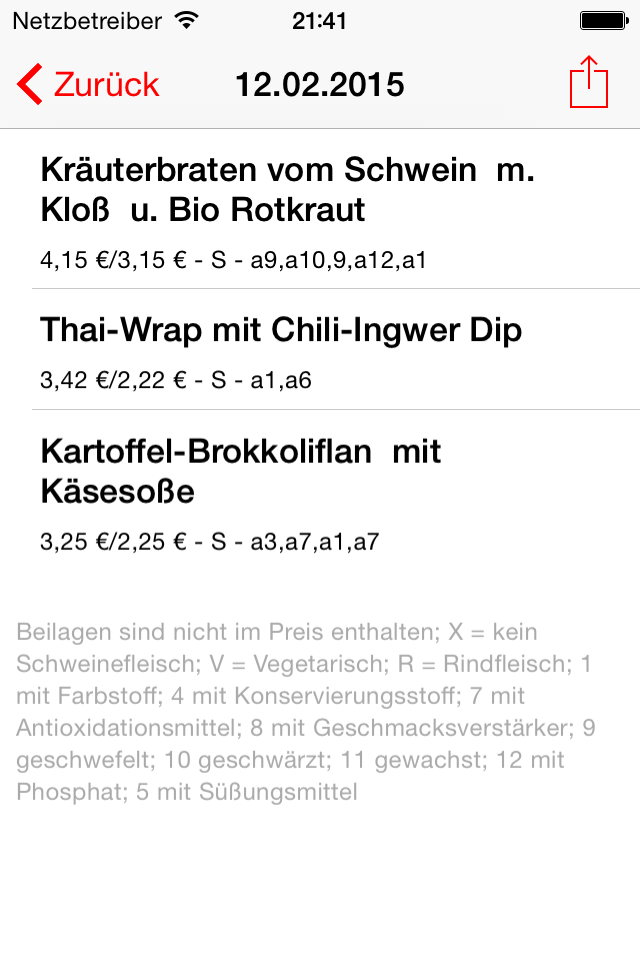 Netzbetreiber 21:41
Zurück 12.02.2015
Kräuterbraten vom Schwein  m.
Kloß  u. Bio Rotkraut
4,15 €/3,15 € - S - a9,a10,9,a12,a1
Thai-Wrap mit Chili-Ingwer Dip
3,42 €/2,22 € - S - a1,a6
Kartoffel-Brokkoliflan  mit
Käsesoße
3,25 €/2,25 € - S - a3,a7,a1,a7
Beilagen sind nicht im Preis enthalten; X = kein
Schweinefleisch; V = Vegetarisch; R = Rindfleisch; 1
mit Farbstoff; 4 mit Konservierungsstoff; 7 mit
Antioxidationsmittel; 8 mit Geschmacksverstärker; 9
geschwefelt; 10 geschwärzt; 11 gewachst; 12 mit
Phosphat; 5 mit Süßungsmittel